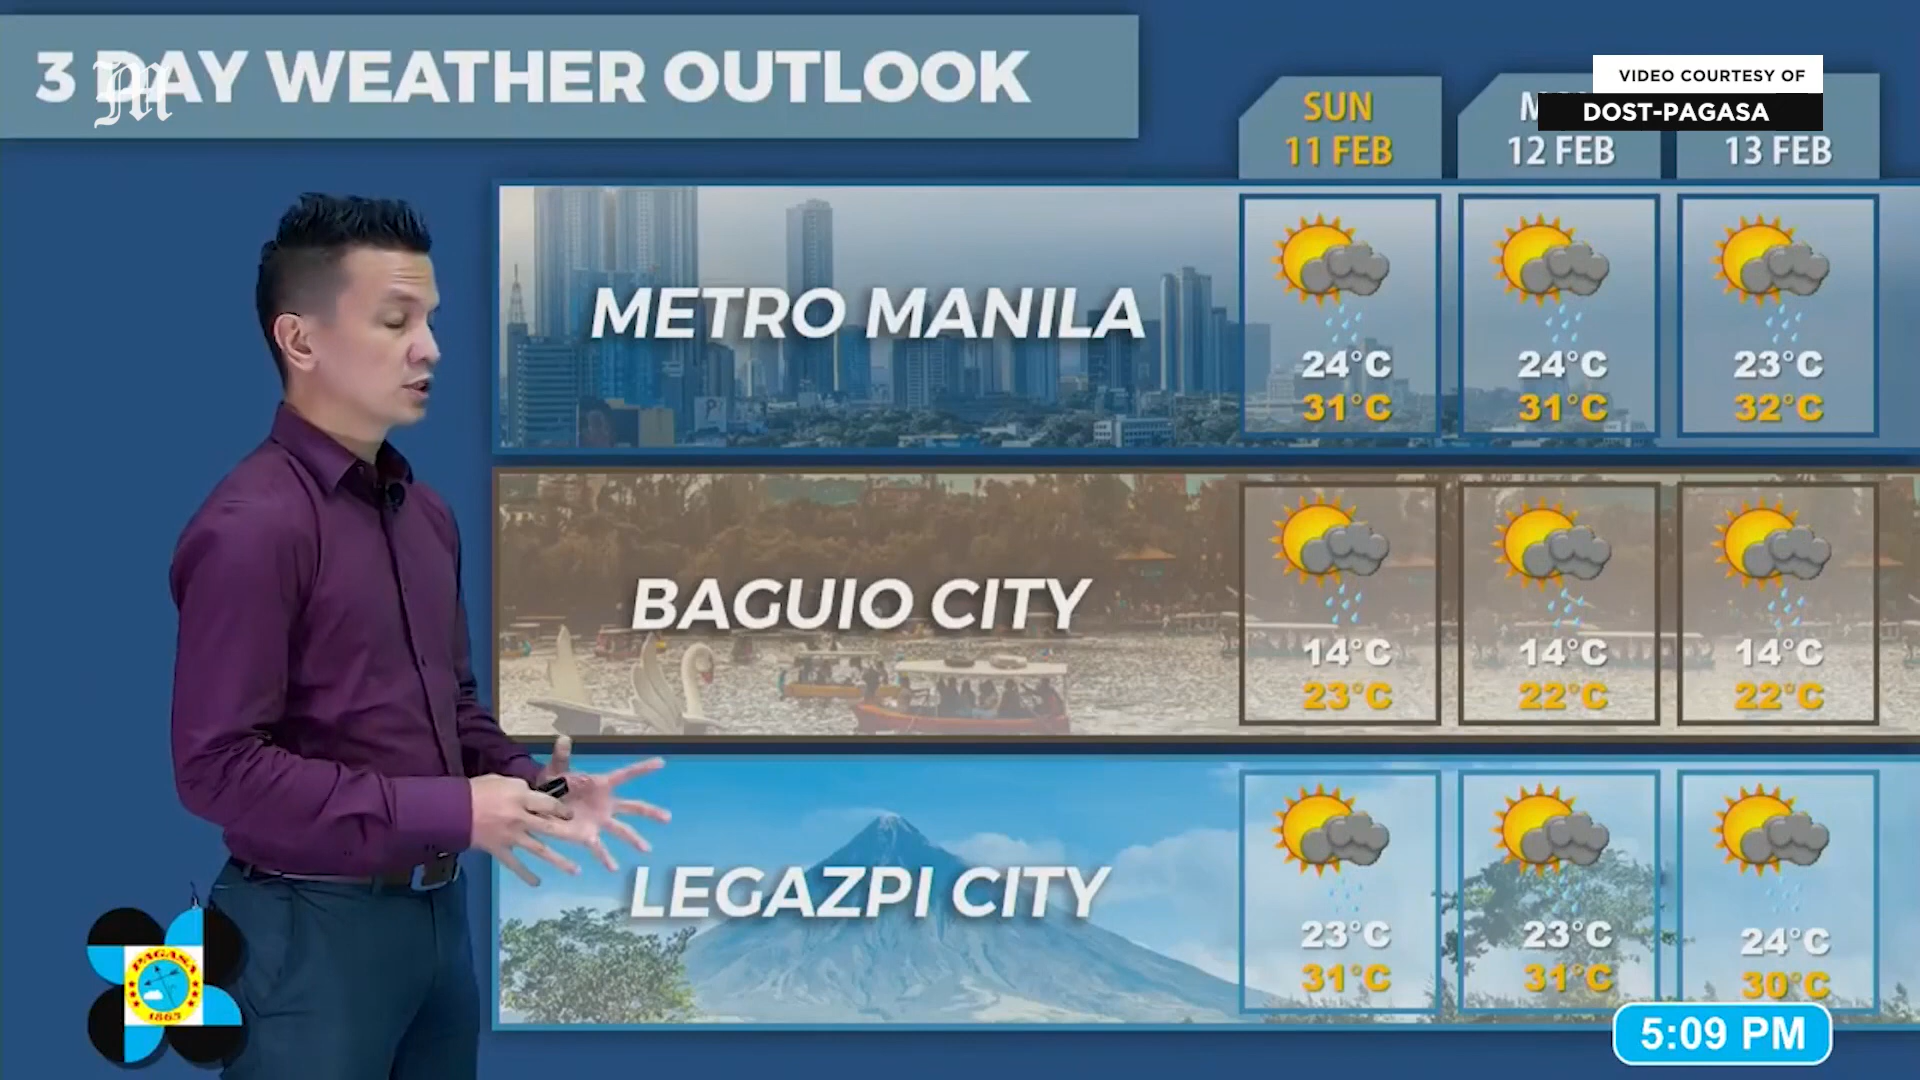 3 DAY WEATHER OUTLOOK
M
VIDEO COURTESY OF
DOST-PAGASA
SUN
11 FEB
12 FEB
13 FEB
METRO MANILA
24°C
31°C
24°C
31°C
23°C
32°C
BAGUIO CITY
14°C
23°C
14°C
22°C
14°C
22°C
LEGAZPI CITY
23°C
31°C
23°C
31°C
24°C
30°C
PAGASA
1865
5:09 PM